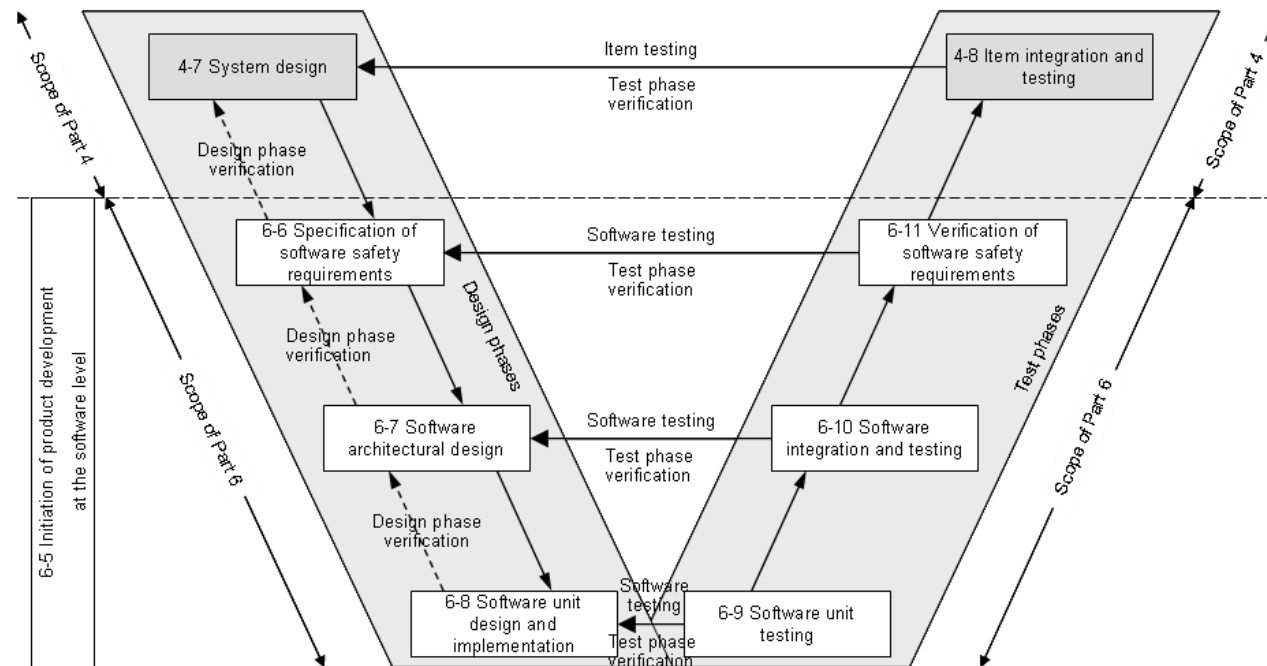 4-7 System design
Item testing
Test phase
verification
4-8 Item integration and
testing
Scope of Part 4
Scope of Part 4
Design phase
verification
6-6 Specification of
software safety
requirements
Software testing
Test phase
verification
6-11 Verification of
software safety
requirements
Design phases
Test phases
Design phase
verification
6-5 Initiation of product development
at the software level
Scope of Part 6
Scope of Part 6
6-7 Software
architectural design
Software testing
Test phase
verification
6-10 Software
integration and testing
Design phase
verification
6-8 Software unit
design and
implementation
Software
testing
Test phase
verification
6-9 Software unit
testing